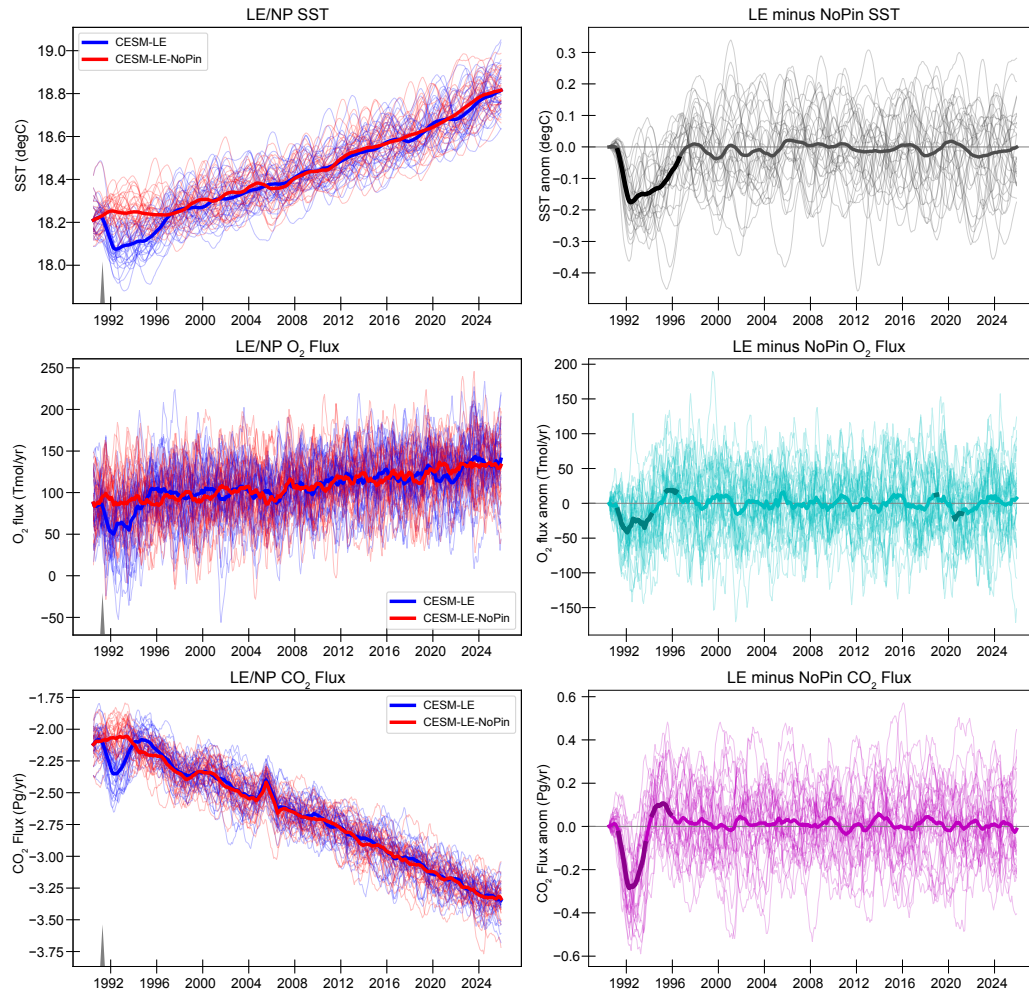 LE/NP SST
SST (degC)
19.0
18.8
18.6
18.4
18.2
18.0
CESM-LE
CESM-LE-NoPin
1992 1996 2000 2004 2008 2012 2016 2020 2024
LE minus NoPin SST
SST anom (degC)
0.3
0.2
0.1
0.0
−0.1
−0.2
−0.3
−0.4
1992 1996 2000 2004 2008 2012 2016 2020 2024
LE/NP O₂ Flux
O₂ flux (Tmol/yr)
250
200
150
100
50
0
−50
CESM-LE
CESM-LE-NoPin
1992 1996 2000 2004 2008 2012 2016 2020 2024
LE minus NoPin O₂ Flux
O₂ flux anom (Tmol/yr)
200
150
100
50
0
−50
−100
−150
1992 1996 2000 2004 2008 2012 2016 2020 2024
LE/NP CO₂ Flux
CO₂ Flux (Pg/yr)
−1.75
−2.00
−2.25
−2.50
−2.75
−3.00
−3.25
−3.50
−3.75
CESM-LE
CESM-LE-NoPin
1992 1996 2000 2004 2008 2012 2016 2020 2024
LE minus NoPin CO₂ Flux
CO₂ Flux anom (Pg/yr)
0.6
0.4
0.2
0.0
−0.2
−0.4
−0.6
1992 1996 2000 2004 2008 2012 2016 2020 2024